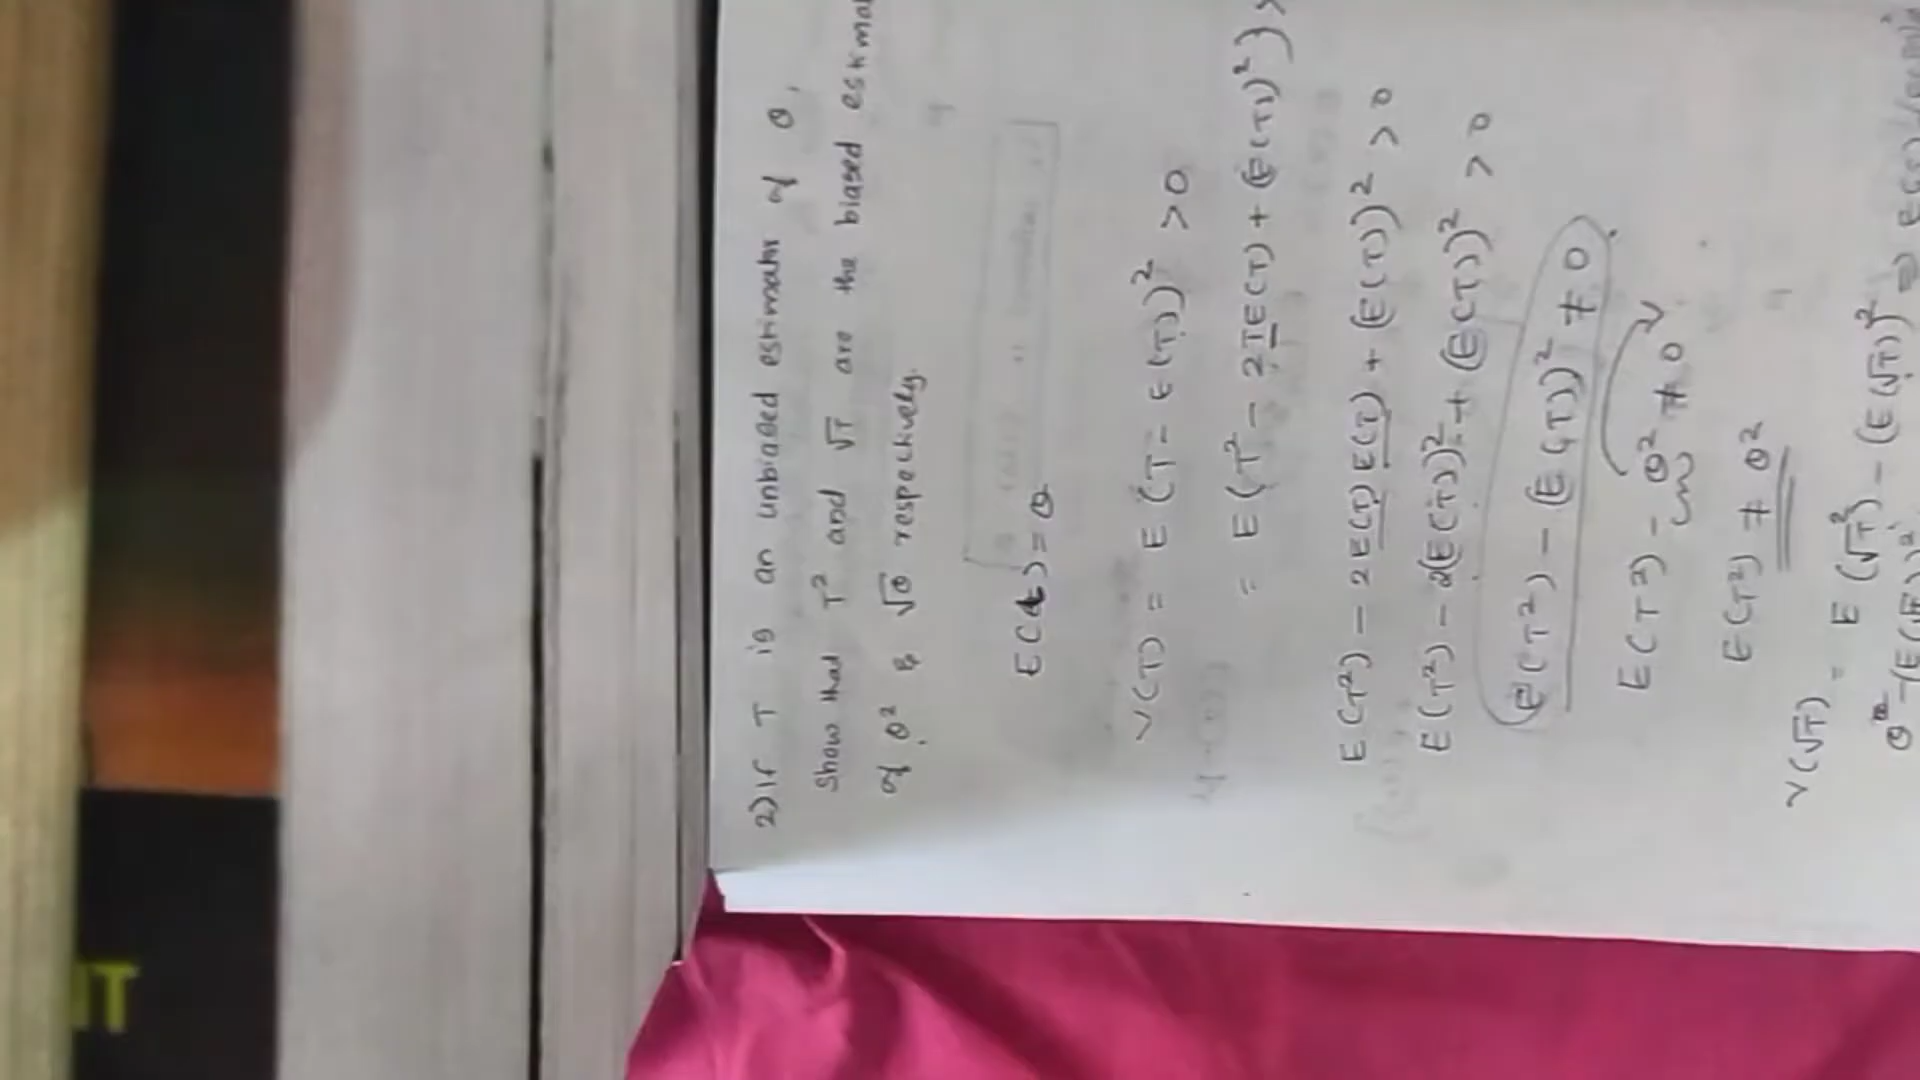 2) If T is an unbiased estimator of θ,
Show that T² and √T are the biased
of θ² & √θ respectively.
E(t) = θ
V(T) = E(T - E(T))² > 0
= E(T² - 2TE(T) + (E(T))²) >
E(T²) - 2E(T)E(T) + (E(T))² > 0
E(T²) - 2(E(T))² + (E(T))² > 0
E(T²) - (E(T))² ≠ 0
E(T²) - θ² ≠ 0
E(T²) ≠ θ²
V(√T) = E(√T²) - (E(√T))² =>
IT